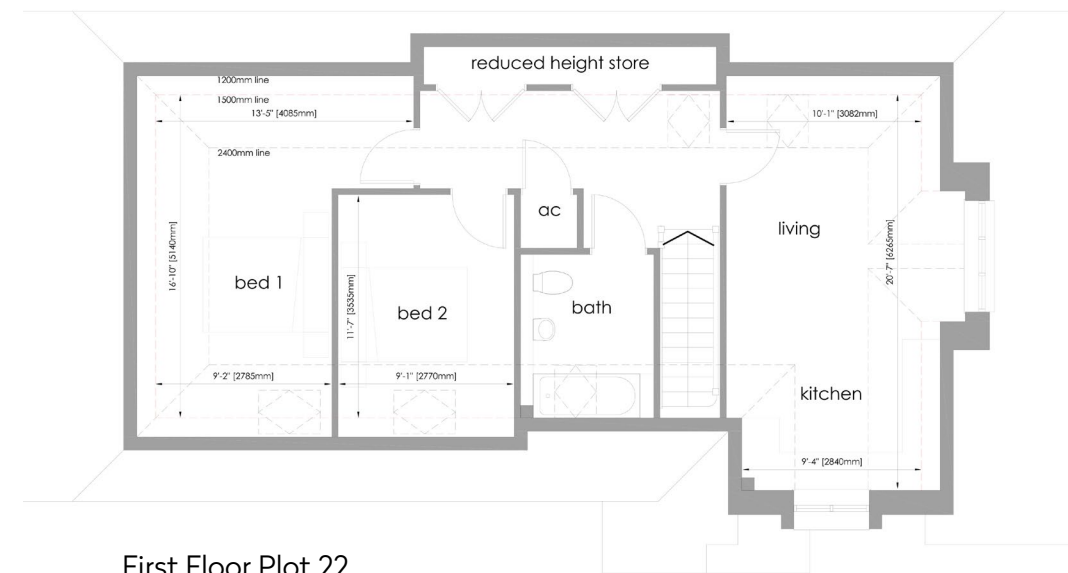 reduced height store
1200mm line
1500mm line
13'-5" [4085mm]
10'-1" [3082mm]
2400mm line
ac
living
16'-10" [5140mm]
20'-7" [6265mm]
bed 1
11'-7" [3535mm]
bed 2
bath
9'-2" [2785mm]
9'-1" [2770mm]
kitchen
9'-4" [2840mm]
First Floor Plot 22